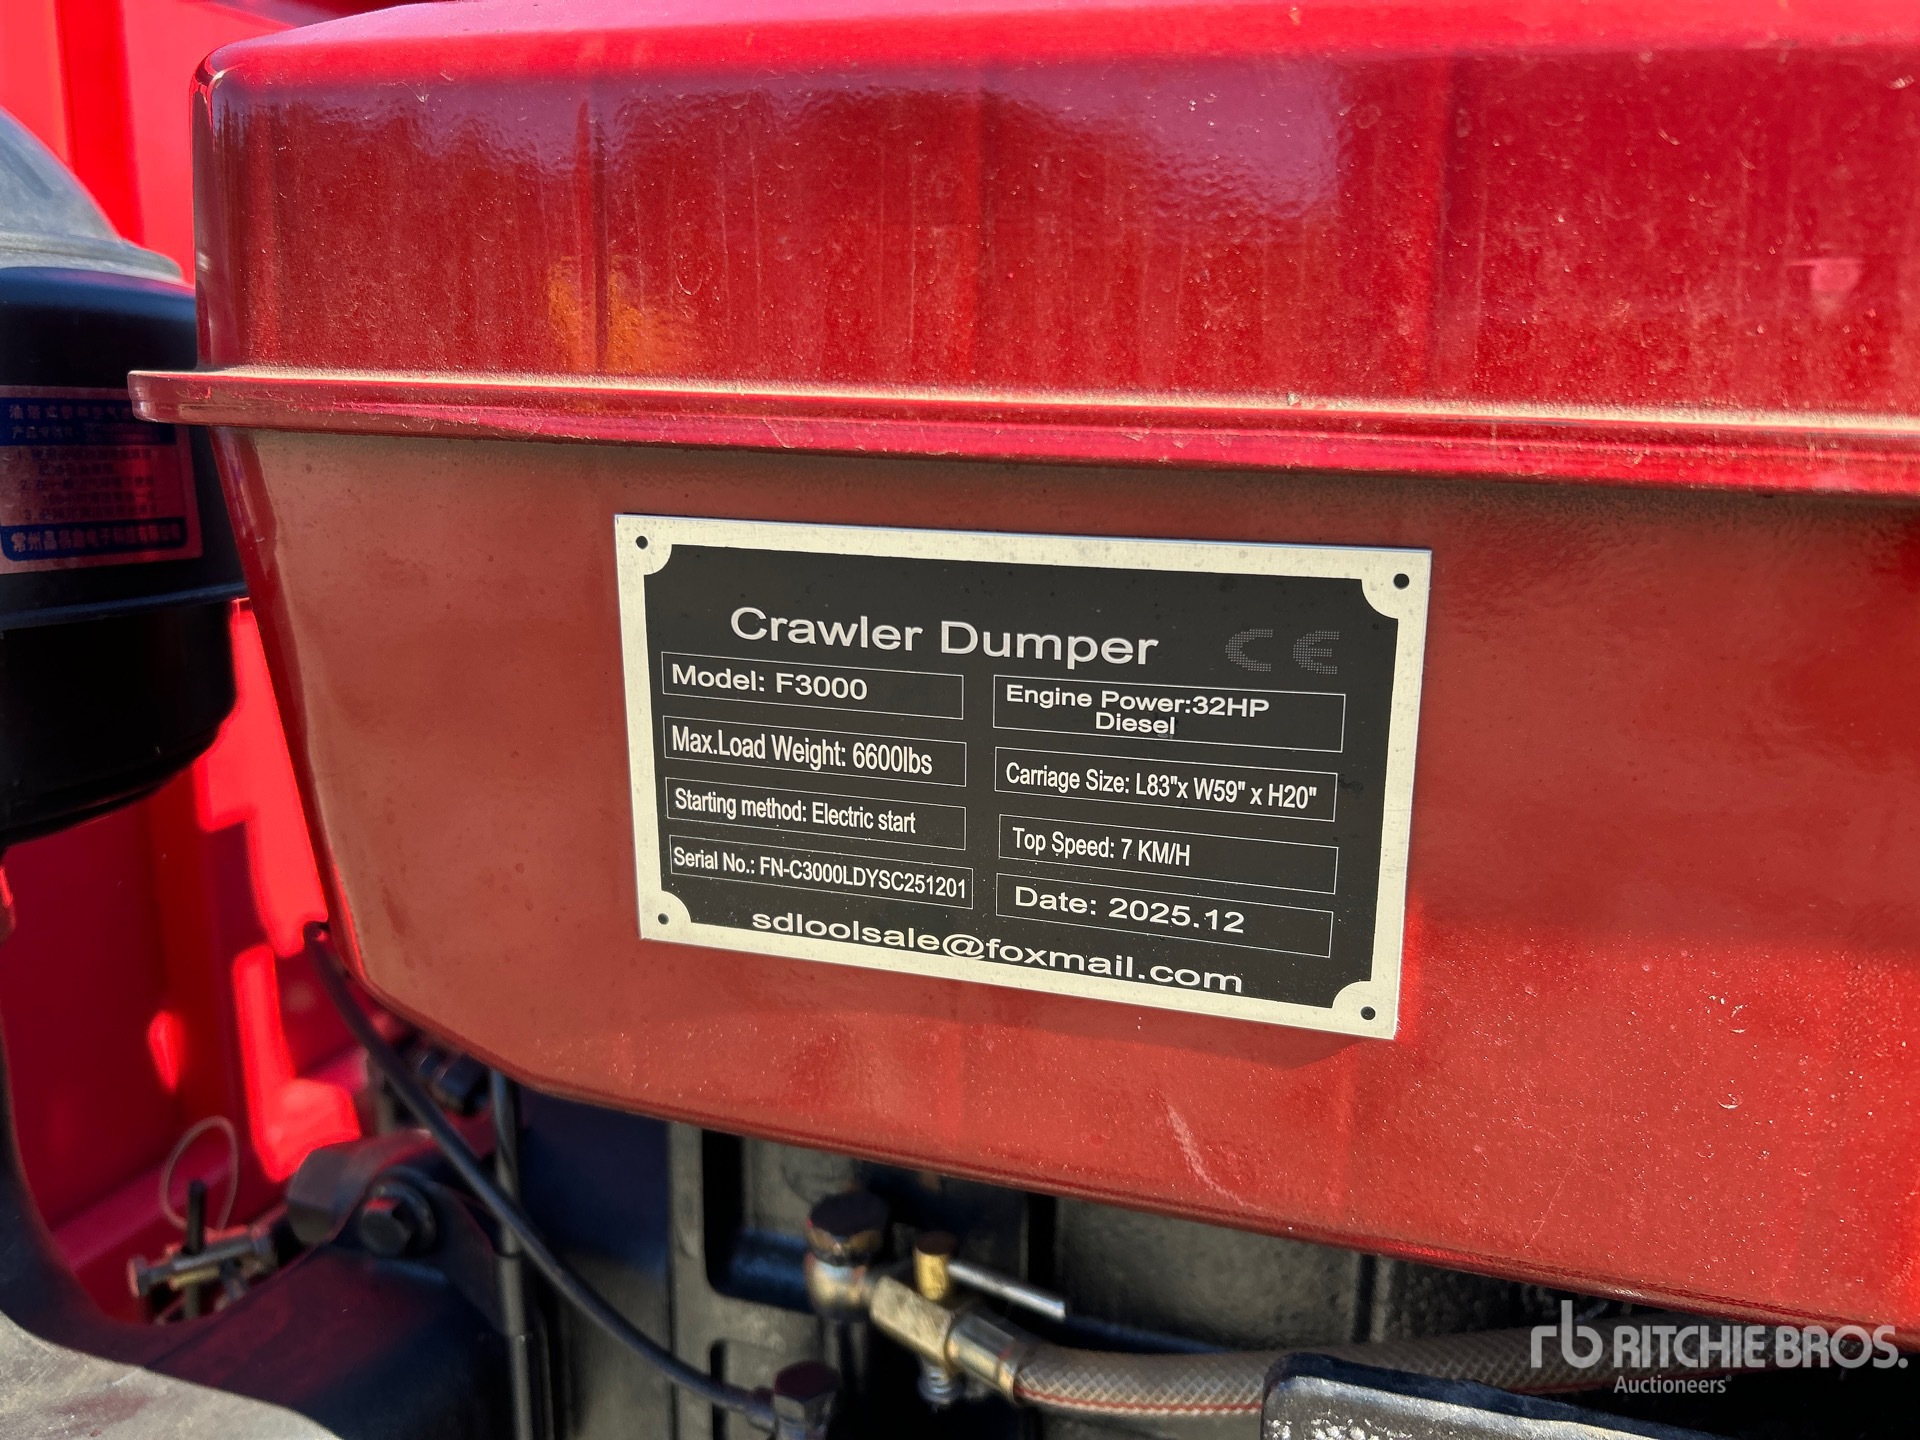 Crawler Dumper CE
Model: F3000
Engine Power:32HP
Diesel
Max.Load Weight: 6600lbs
Carriage Size: L83"x W59" x H20"
Starting method: Electric start
Top Speed: 7 KM/H
Serial No.: FN-C3000LDYSC251201
Date: 2025.12
sdloolsale@foxmail.com
rb RITCHIE BROS.
Auctioneers